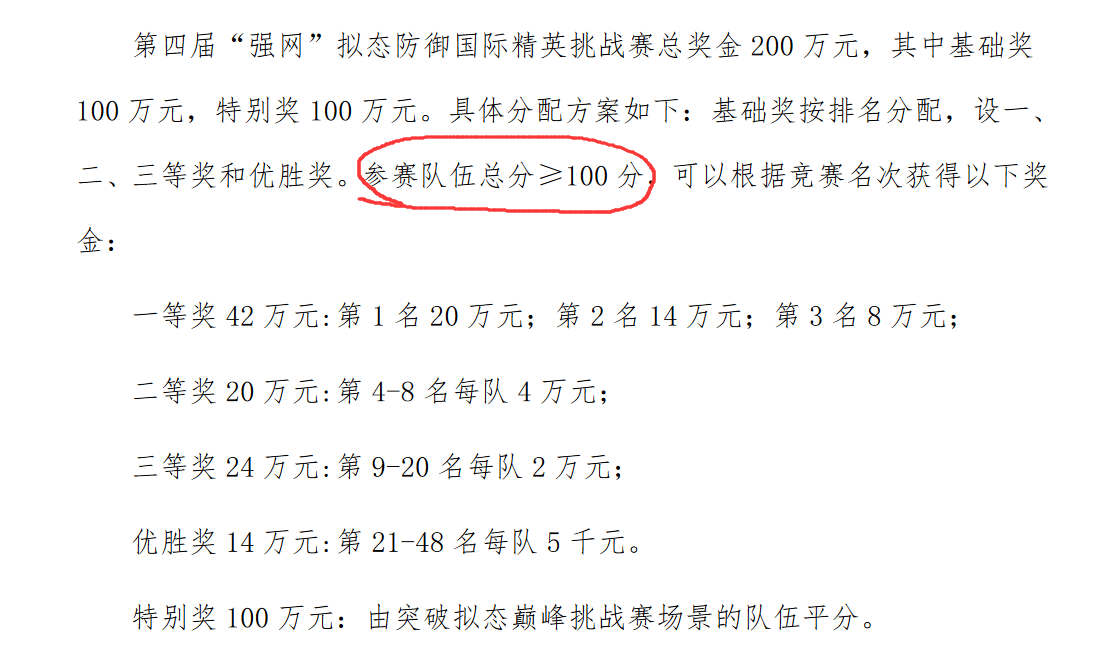 第四届“强网”拟态防御国际精英挑战赛总奖金 200 万元，其中基础奖
100 万元，特别奖 100 万元。具体分配方案如下：基础奖按排名分配，设一、
二、三等奖和优胜奖。参赛队伍总分≥100 分，可以根据竞赛名次获得以下奖
金：
一等奖 42 万元:第 1 名 20 万元；第 2 名 14 万元；第 3 名 8 万元；
二等奖 20 万元:第 4-8 名每队 4 万元；
三等奖 24 万元:第 9-20 名每队 2 万元；
优胜奖 14 万元:第 21-48 名每队 5 千元。
特别奖 100 万元：由突破拟态巅峰挑战赛场景的队伍平分。